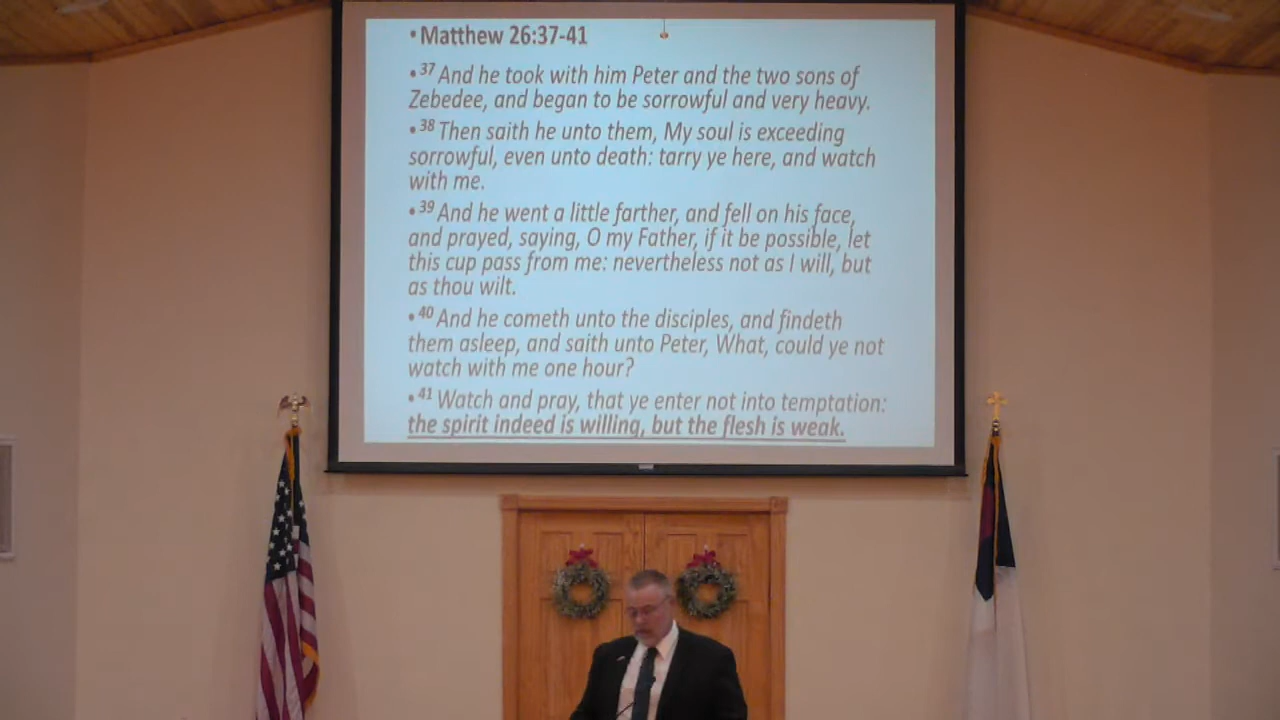 • Matthew 26:37-41
• 37 And he took with him Peter and the two sons of
Zebedee, and began to be sorrowful and very heavy.
• 38 Then saith he unto them, My soul is exceeding
sorrowful, even unto death: tarry ye here, and watch
with me.
• 39 And he went a little farther, and fell on his face,
and prayed, saying, O my Father, if it be possible, let
this cup pass from me: nevertheless not as I will, but
as thou wilt.
• 40 And he cometh unto the disciples, and findeth
them asleep, and saith unto Peter, What, could ye not
watch with me one hour?
• 41 Watch and pray, that ye enter not into temptation:
the spirit indeed is willing, but the flesh is weak.